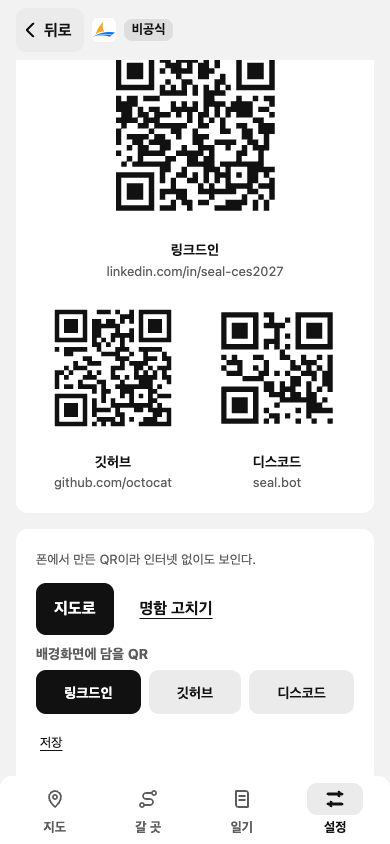 뒤로
비공식
링크드인
linkedin.com/in/seal-ces2027
깃허브
디스코드
github.com/octocat
seal.bot
폰에서 만든 QR이라 인터넷 없이도 보인다.
지도로
명함 고치기
배경화면에 담을 QR
링크드인
깃허브
디스코드
저장
지도
갈 곳
일기
설정